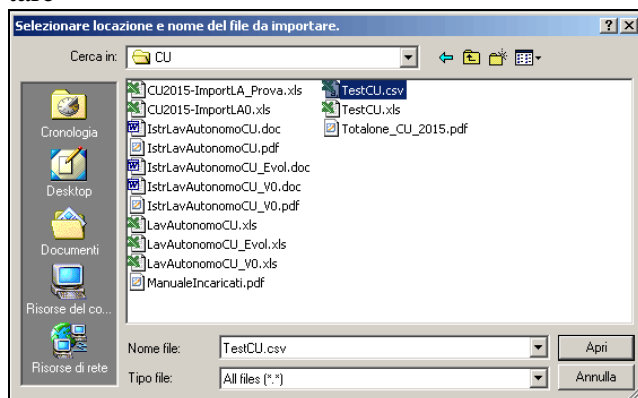 tare
Selezionare locazione e nome del file da importare.
Cerca in: CU
CU2015-ImportLA_Prova.xls
CU2015-ImportLA0.xls
IstrLavAutonomoCU.doc
IstrLavAutonomoCU.pdf
IstrLavAutonomoCU_Evol.doc
IstrLavAutonomoCU_V0.doc
IstrLavAutonomoCU_V0.pdf
LavAutonomoCU.xls
LavAutonomoCU_Evol.xls
LavAutonomoCU_V0.xls
ManualeIncaricati.pdf
TestCU.csv
TestCU.xls
Totalone_CU_2015.pdf
Cronologia
Desktop
Documenti
Risorse del co...
Risorse di rete
Nome file: TestCU.csv Apri
Tipo file: All files (*.*) Annulla